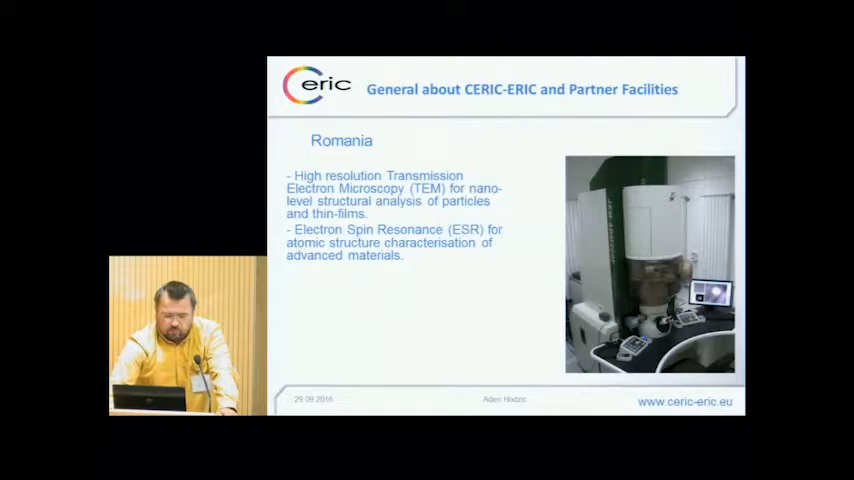 eric
General about CERIC-ERIC and Partner Facilities
Romania
- High resolution Transmission
Electron Microscopy (TEM) for nano-
level structural analysis of particles
and thin-films.
- Electron Spin Resonance (ESR) for
atomic structure characterisation of
advanced materials.
29.09.2016
Aden Hodzic
www.ceric-eric.eu